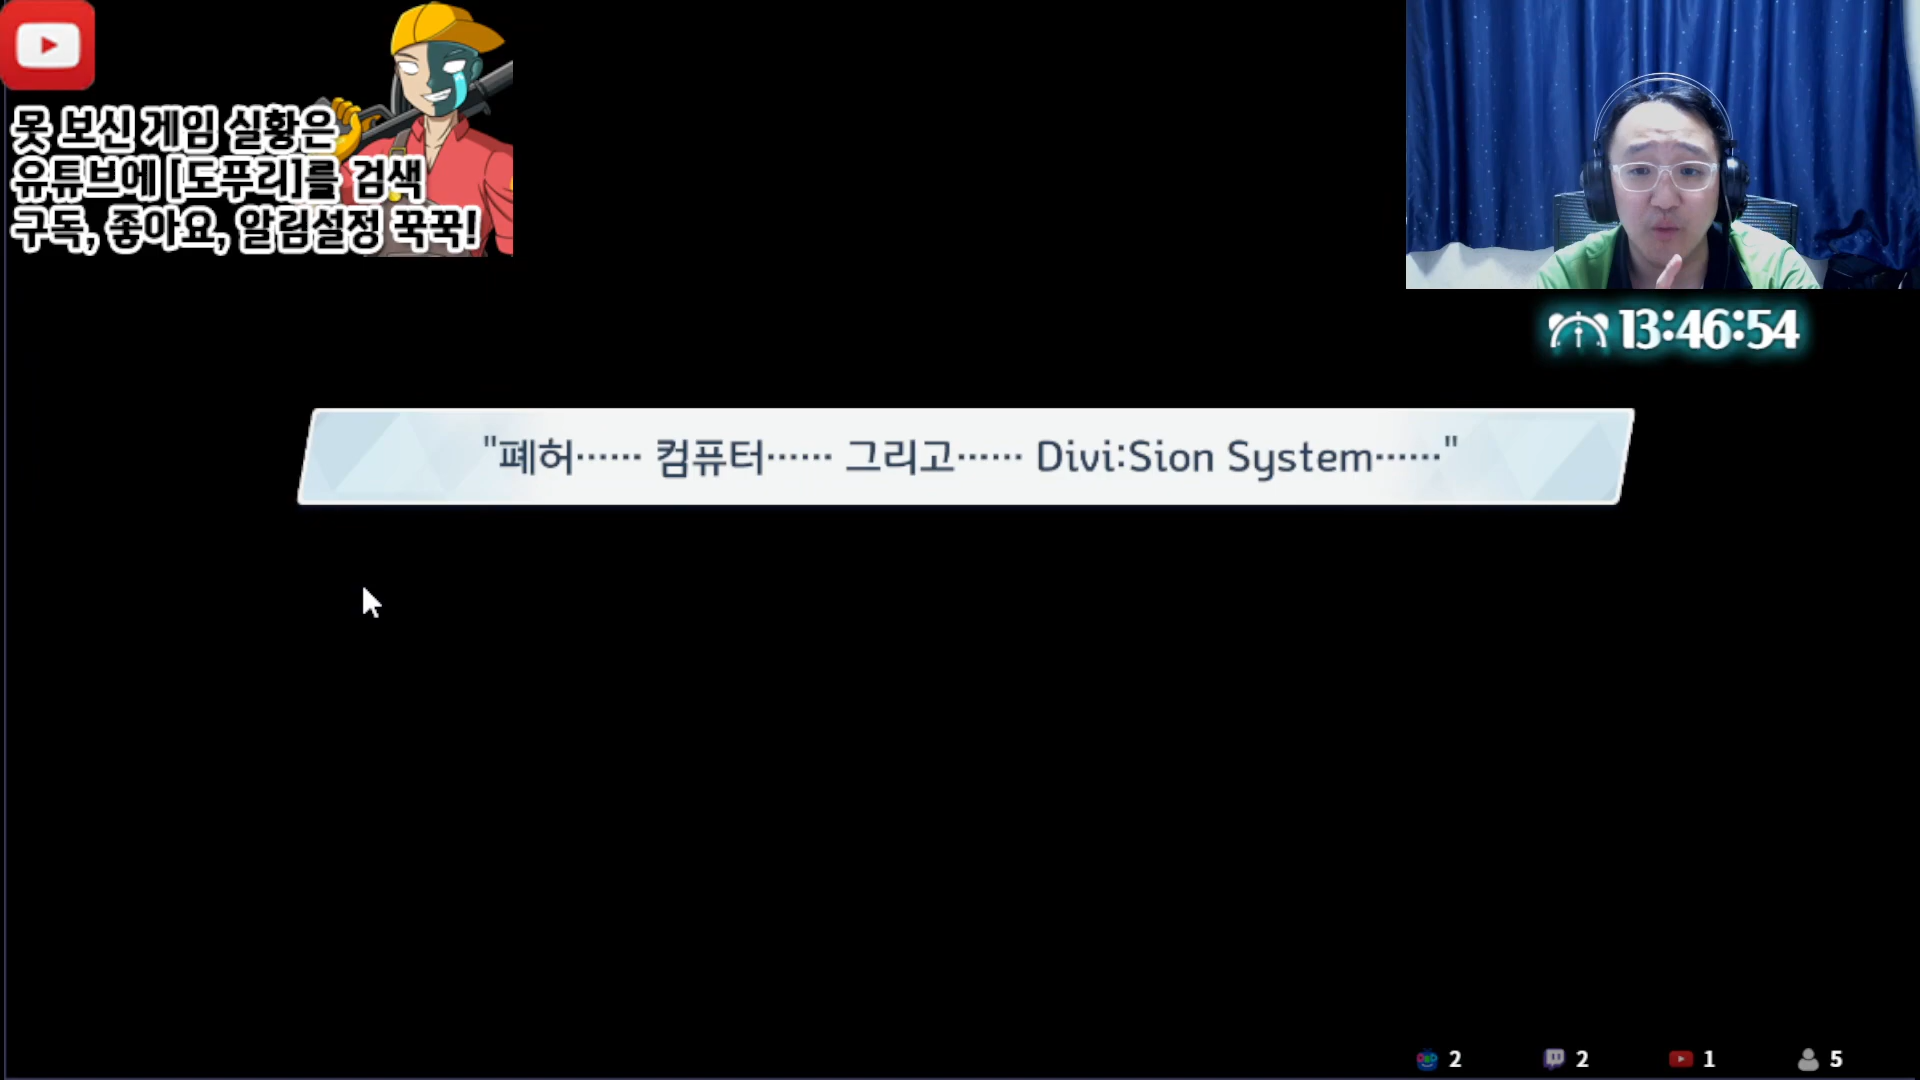 못 보신 게임 실황은
유튜브에 [도푸리]를 검색
구독, 좋아요, 알림설정 꾹꾹!
13:46:54
"폐허…… 컴퓨터…… 그리고…… Divi:Sion System……"
2 2 1 5